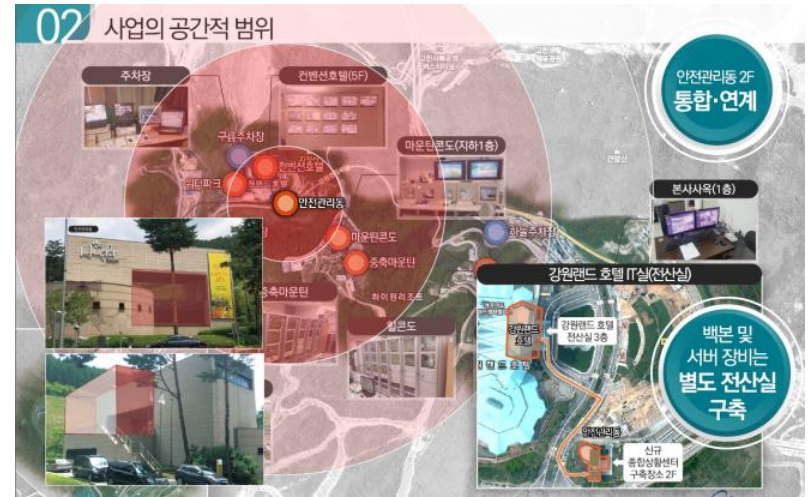 02 사업의 공간적 범위
안전관리동 2F
통합·연계
주차장
컨벤션호텔(5F)
마운틴콘도(지하1층)
본사사옥(1층)
컨벤션호텔
워터파크
안전관리동
하늘주차장
마운틴콘도
증축마운틴
증축마운틴
하이원리조트
힐콘도
강원랜드 호텔 IT실(전산실)
강원랜드
호텔
강원랜드 호텔
전산실 3층
안전관리동
신규
종합상황센터
구축장소 2F
백본 및
서버 장비는
별도 전산실
구축